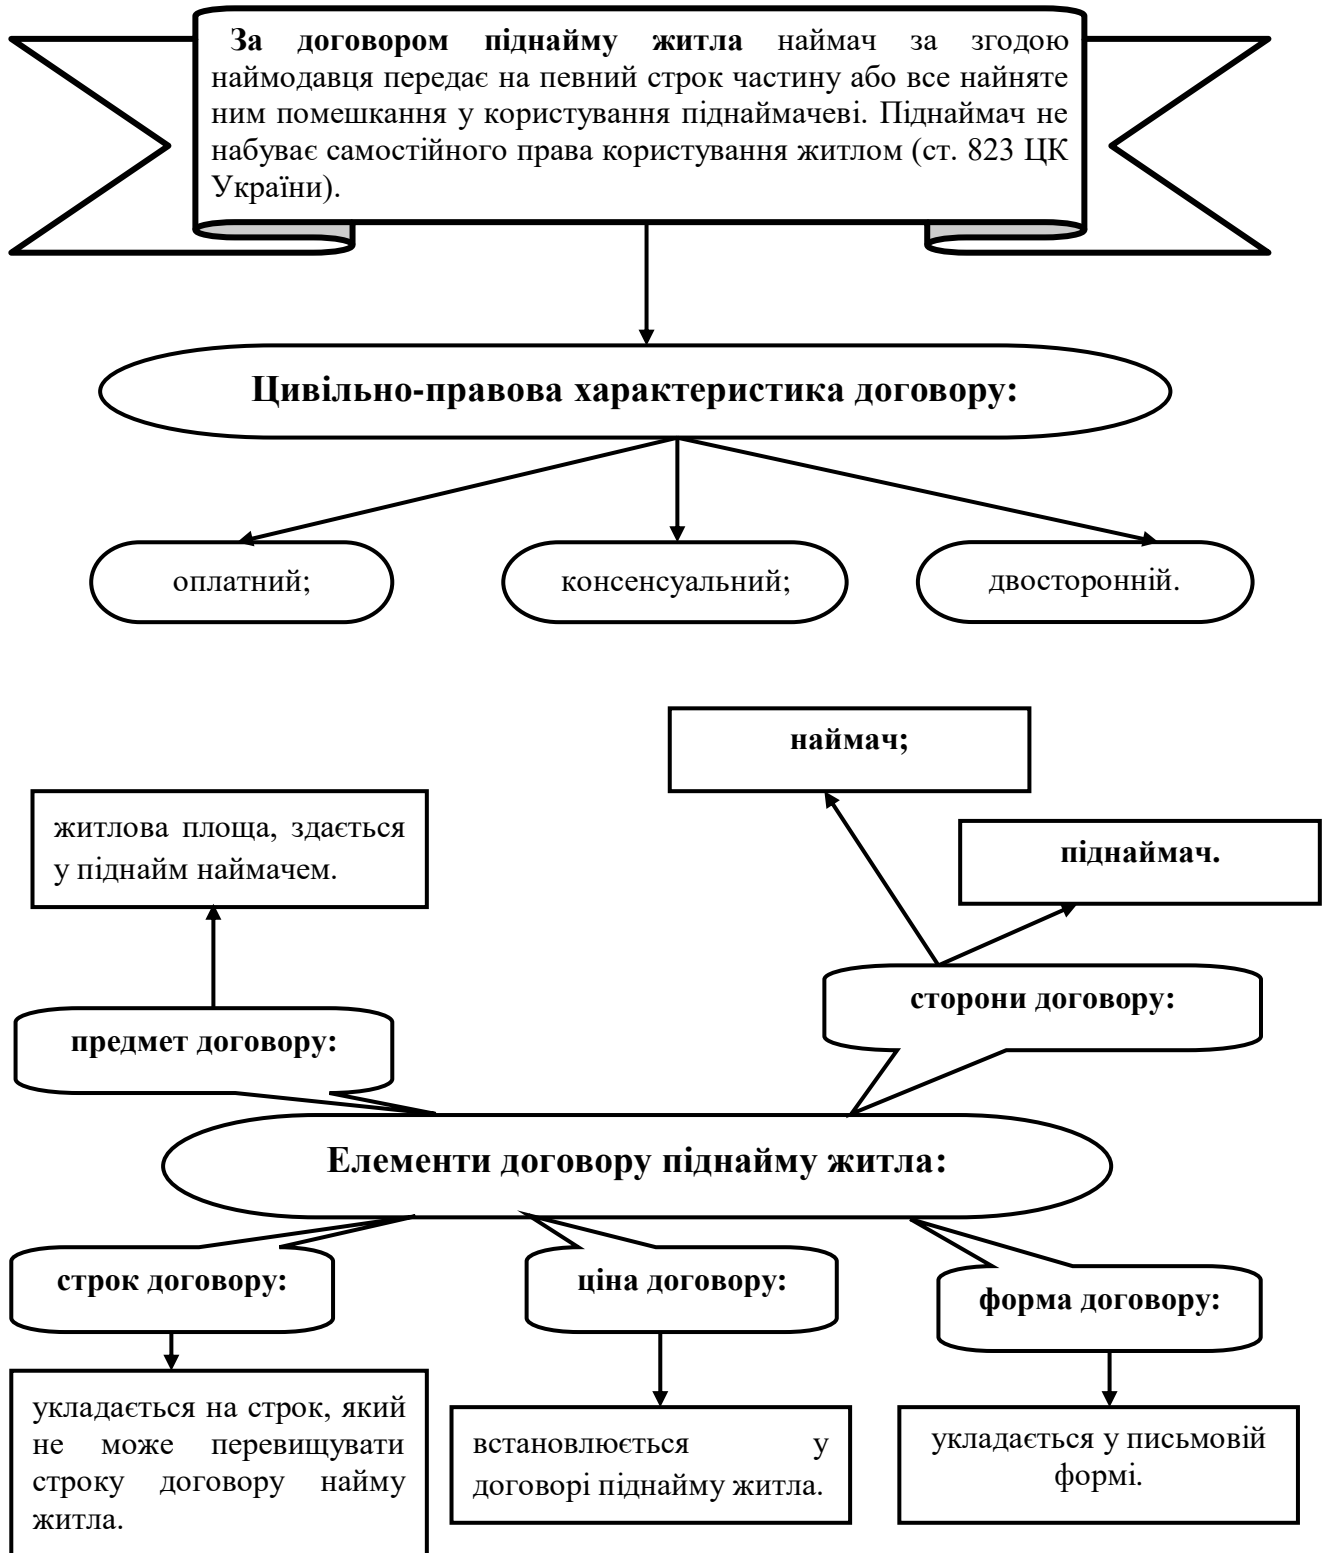 За договором піднайму житла наймач за згодою
наймодавця передає на певний строк частину або все найняте
ним помешкання у користування піднаймачеві. Піднаймач не
набуває самостійного права користування житлом (ст. 823 ЦК
України).
Цивільно-правова характеристика договору:
оплатний;
консенсуальний;
двосторонній.
наймач;
житлова площа, здається
у піднайм наймачем.
піднаймач.
сторони договору:
предмет договору:
Елементи договору піднайму житла:
строк договору:
ціна договору:
форма договору:
укладається на строк, який
не може перевищувати
строку договору найму
житла.
встановлюється у
договорі піднайму житла.
укладається у письмовій
формі.